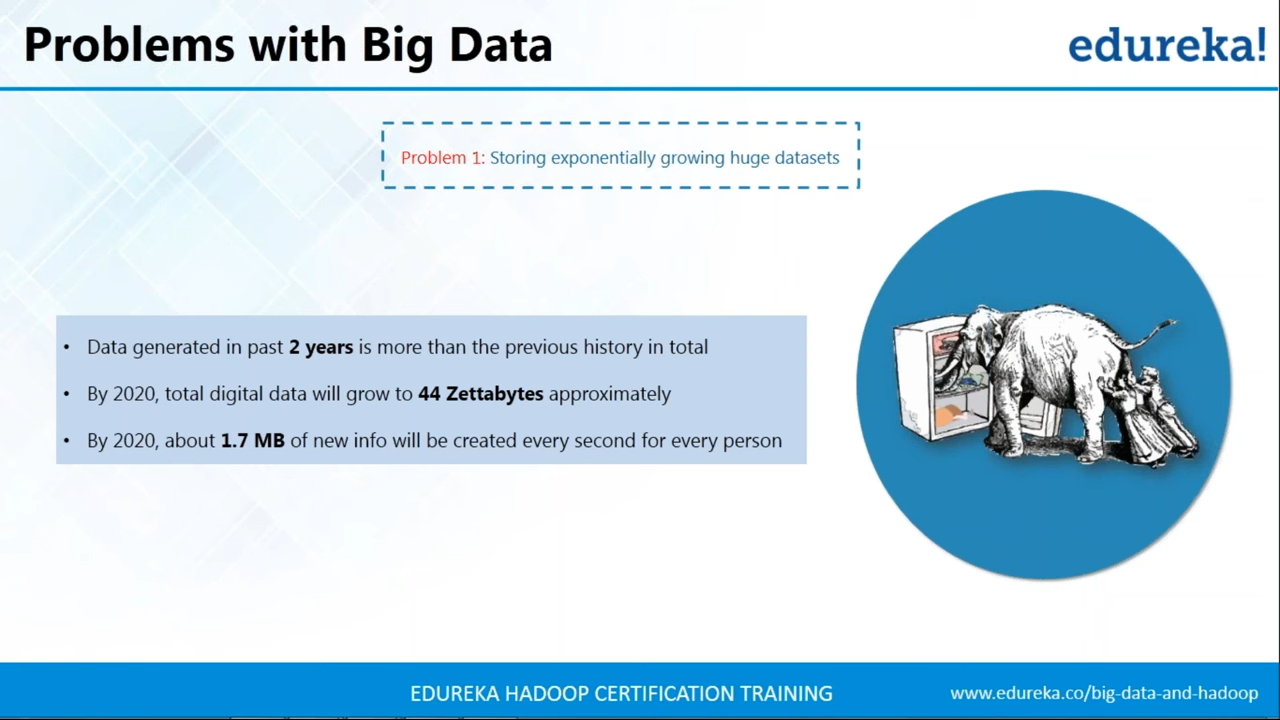 Problems with Big Data
edureka!
Problem 1: Storing exponentially growing huge datasets
• Data generated in past 2 years is more than the previous history in total
• By 2020, total digital data will grow to 44 Zettabytes approximately
• By 2020, about 1.7 MB of new info will be created every second for every person
EDUREKA HADOOP CERTIFICATION TRAINING
www.edureka.co/big-data-and-hadoop